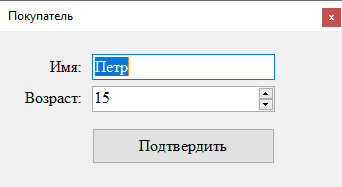 Покупатель
Имя: Петр
Возраст: 15
Подтвердить